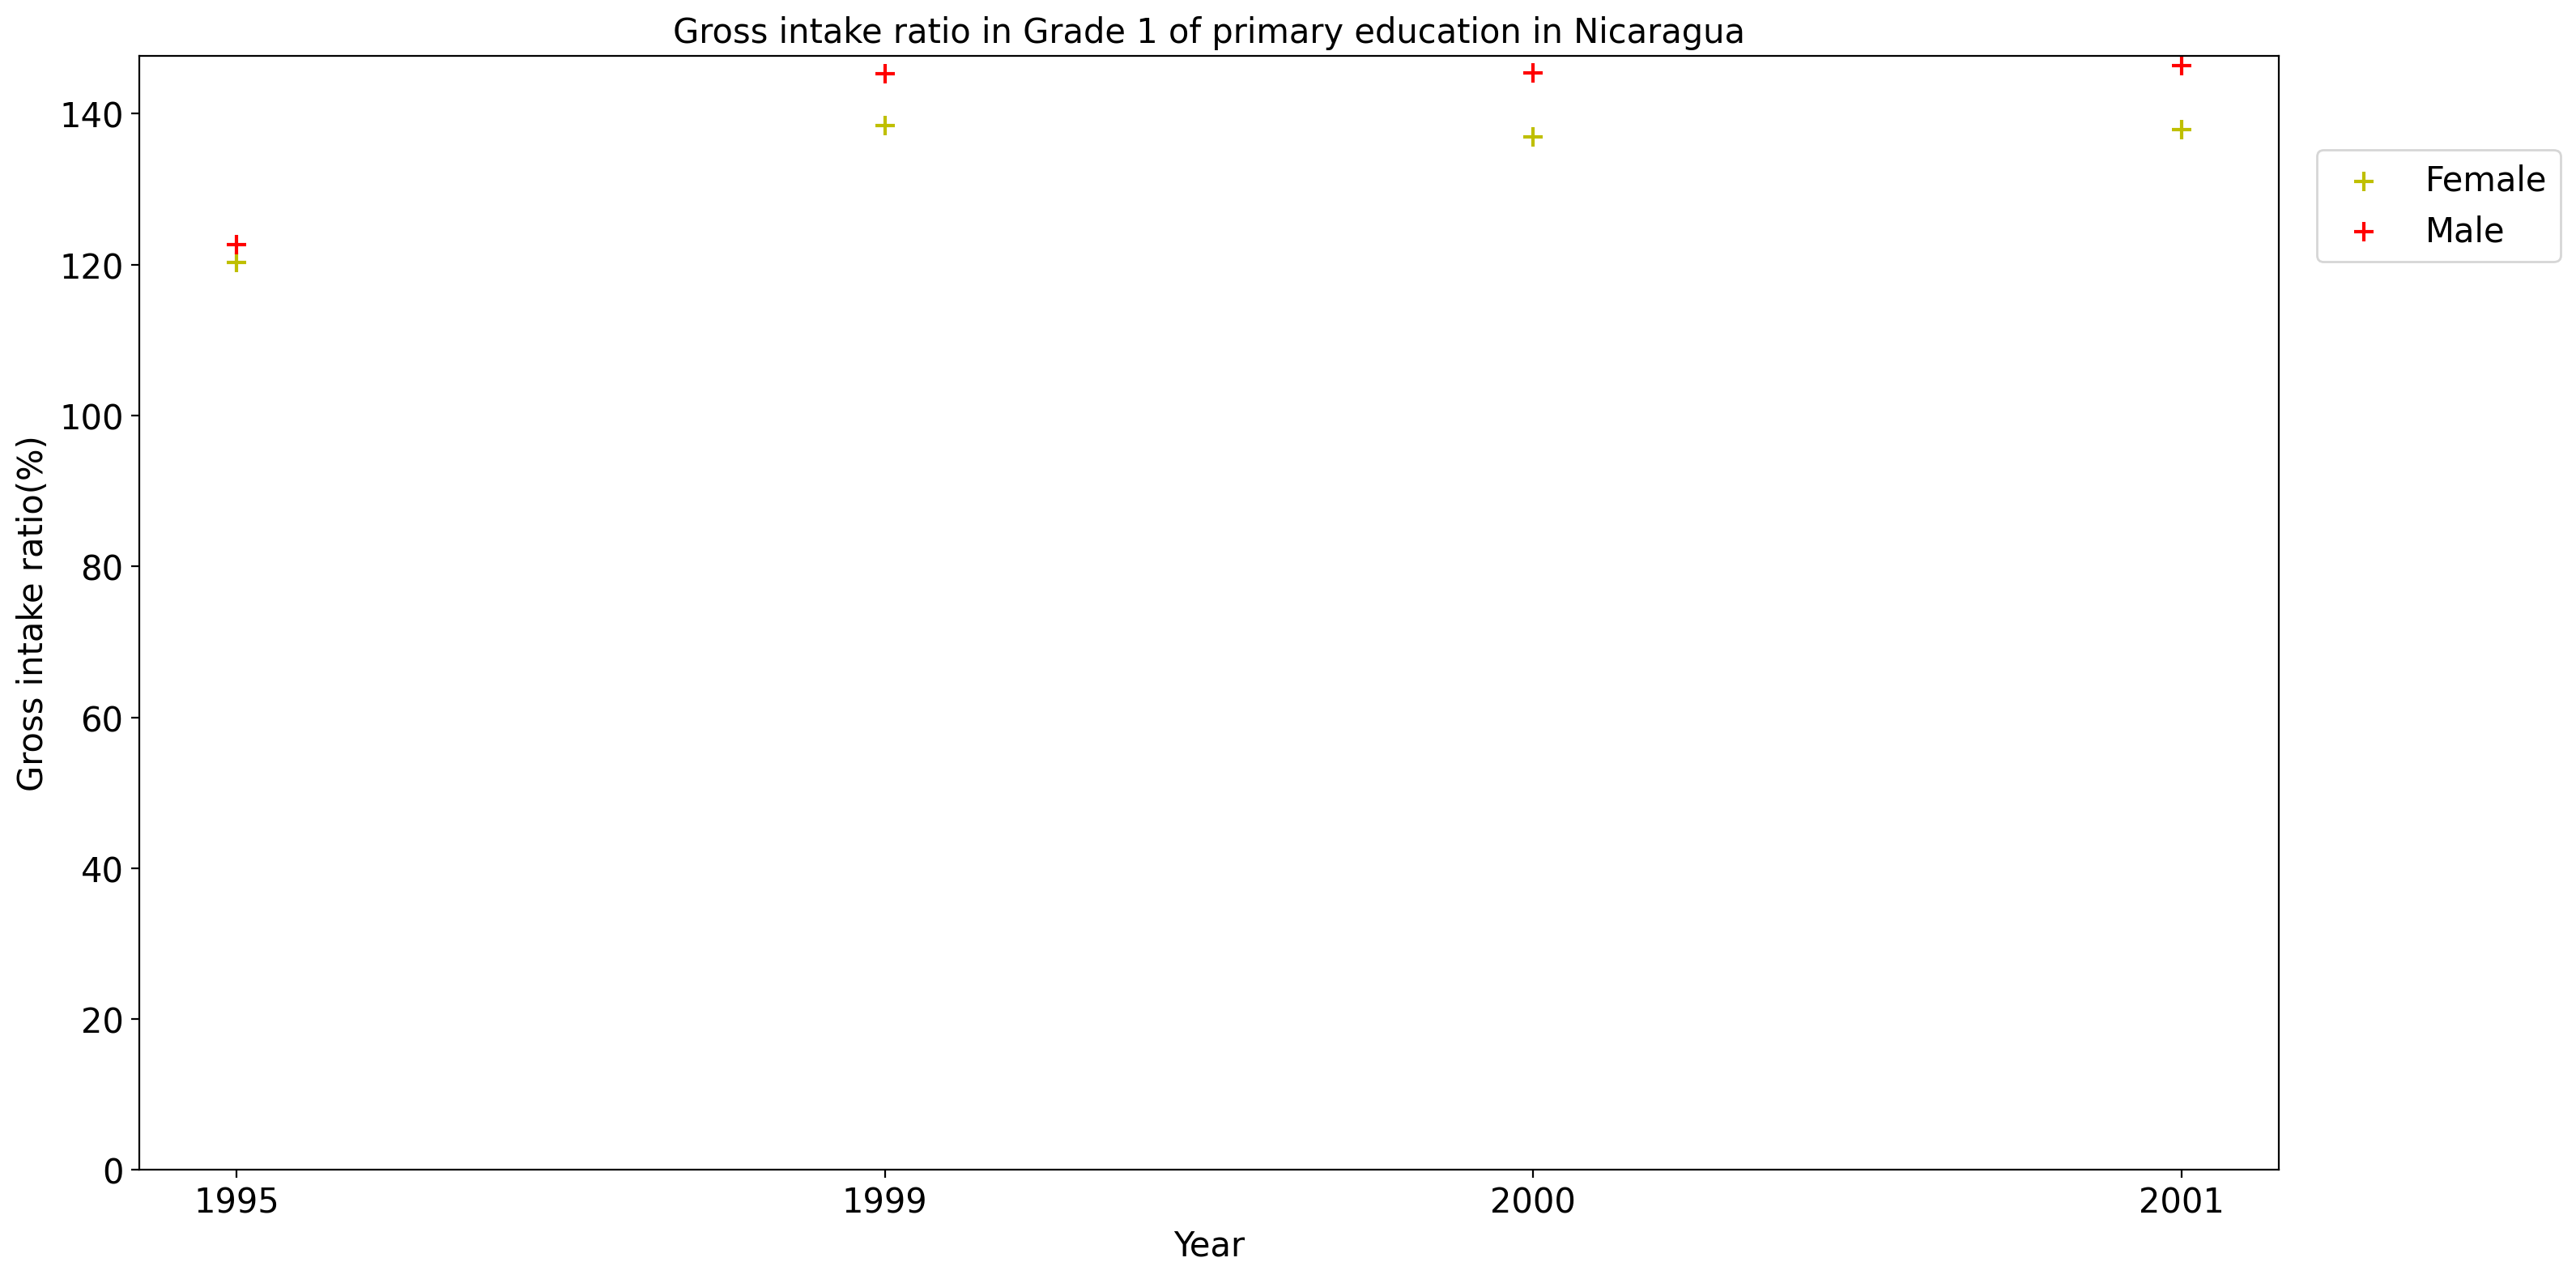 Gross intake ratio in Grade 1 of primary education in Nicaragua
Gross intake ratio(%)
140
120
100
80
60
40
20
0
1995 1999 2000 2001
Year
Female
Male